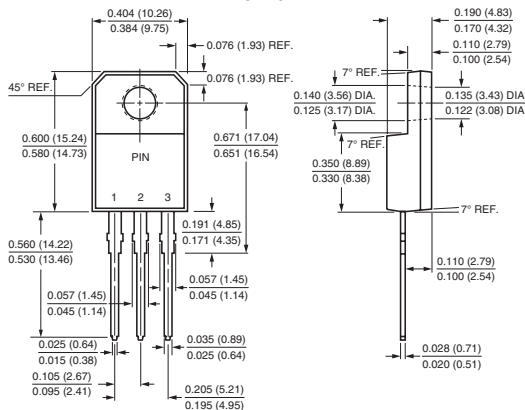 0.404 (10.26)
0.384 (9.75)
0.076 (1.93) REF.
0.076 (1.93) REF.
45° REF.
0.600 (15.24)
0.580 (14.73)
PIN
1 2 3
0.671 (17.04)
0.651 (16.54)
0.191 (4.85)
0.171 (4.35)
0.560 (14.22)
0.530 (13.46)
0.057 (1.45)
0.045 (1.14)
0.057 (1.45)
0.045 (1.14)
0.025 (0.64)
0.015 (0.38)
0.035 (0.89)
0.025 (0.64)
0.105 (2.67)
0.095 (2.41)
0.205 (5.21)
0.195 (4.95)
0.190 (4.83)
0.170 (4.32)
0.110 (2.79)
0.100 (2.54)
7° REF.
0.140 (3.56) DIA.
0.125 (3.17) DIA.
0.135 (3.43) DIA.
0.122 (3.08) DIA.
7° REF.
0.350 (8.89)
0.330 (8.38)
7° REF.
7° REF.
0.110 (2.79)
0.100 (2.54)
0.028 (0.71)
0.020 (0.51)